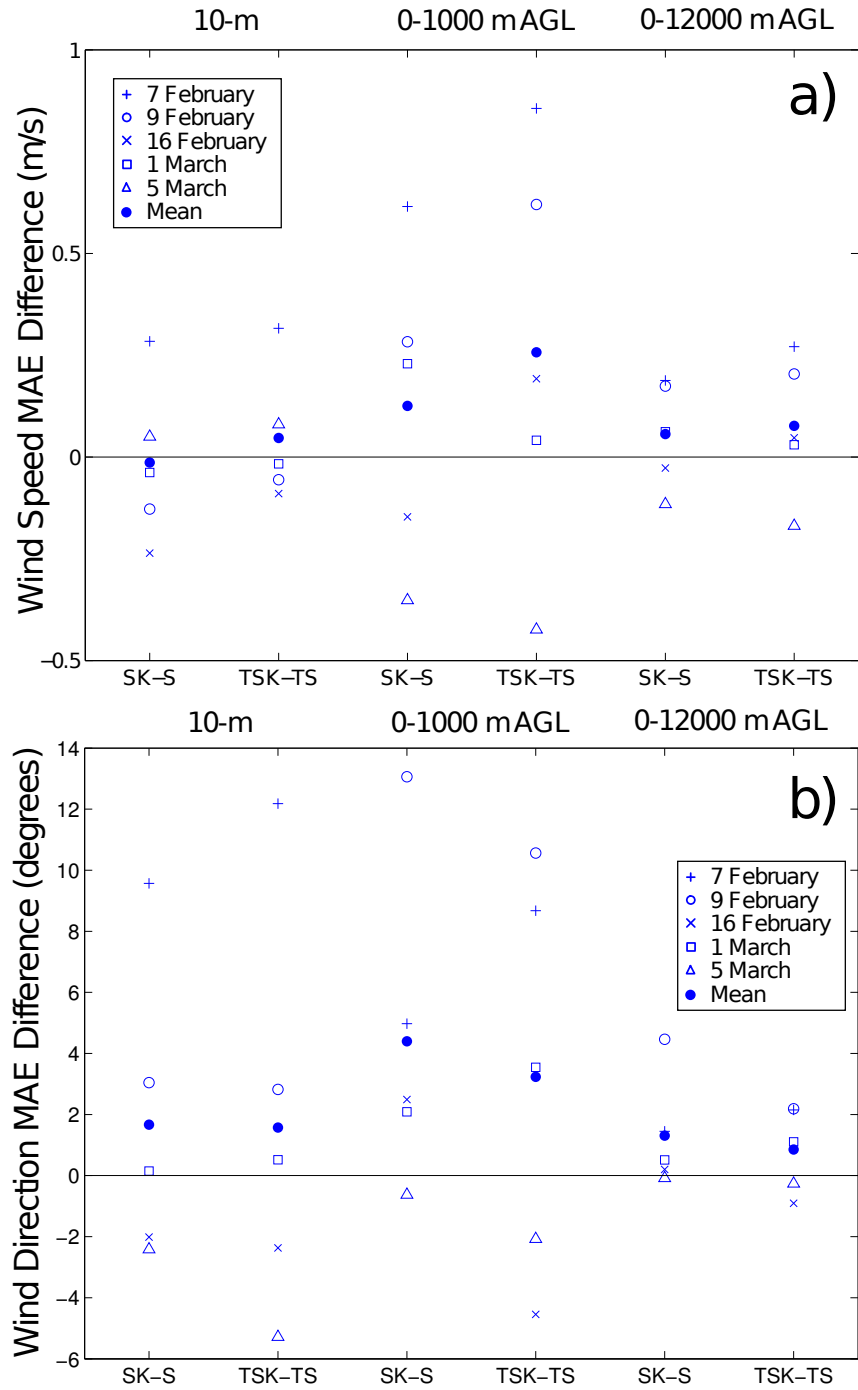 10-m 0-1000 m AGL 0-12000 m AGL
a)
Wind Speed MAE Difference (m/s)
1
0.5
0
−0.5
7 February
9 February
16 February
1 March
5 March
Mean
SK−S TSK−TS SK−S TSK−TS SK−S TSK−TS
10-m 0-1000 m AGL 0-12000 m AGL
b)
Wind Direction MAE Difference (degrees)
14
12
10
8
6
4
2
0
−2
−4
−6
7 February
9 February
16 February
1 March
5 March
Mean
SK−S TSK−TS SK−S TSK−TS SK−S TSK−TS